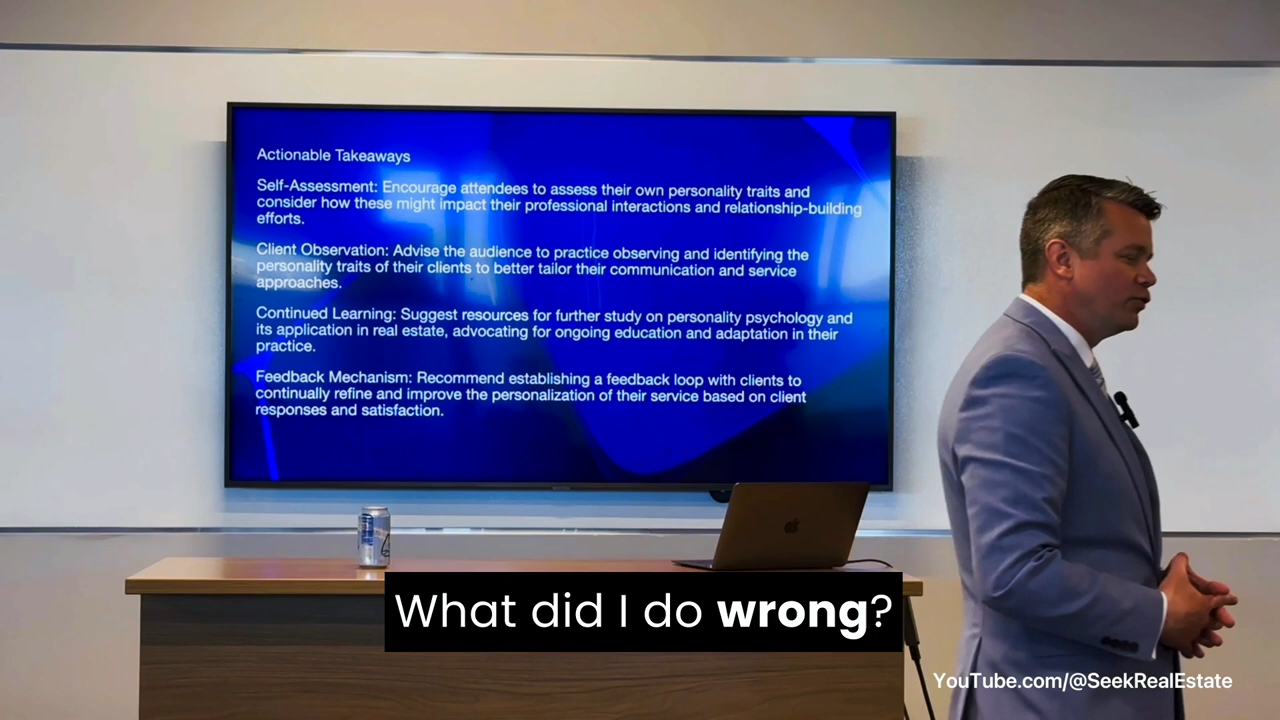 Actionable Takeaways
Self-Assessment: Encourage attendees to assess their own personality traits and
consider how these might impact their professional interactions and relationship-building
efforts.
Client Observation: Advise the audience to practice observing and identifying the
personality traits of their clients to better tailor their communication and service
approaches.
Continued Learning: Suggest resources for further study on personality psychology and
its application in real estate, advocating for ongoing education and adaptation in their
practice.
Feedback Mechanism: Recommend establishing a feedback loop with clients to
continually refine and improve the personalization of their service based on client
responses and satisfaction.
What did I do wrong?
YouTube.com/@SeekRealEstate